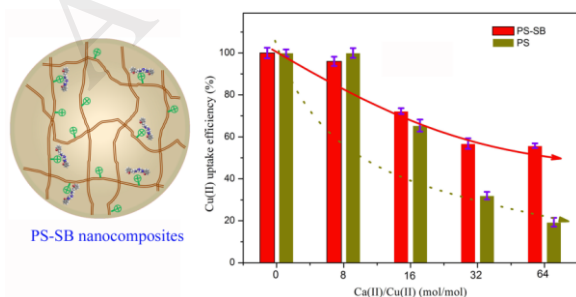 A
PS-SB nanocomposites
Cu(II) uptake efficiency (%)
100
80
60
40
20
0
PS-SB
PS
0
8
16
32
64
Ca(II)/Cu(II) (mol/mol)